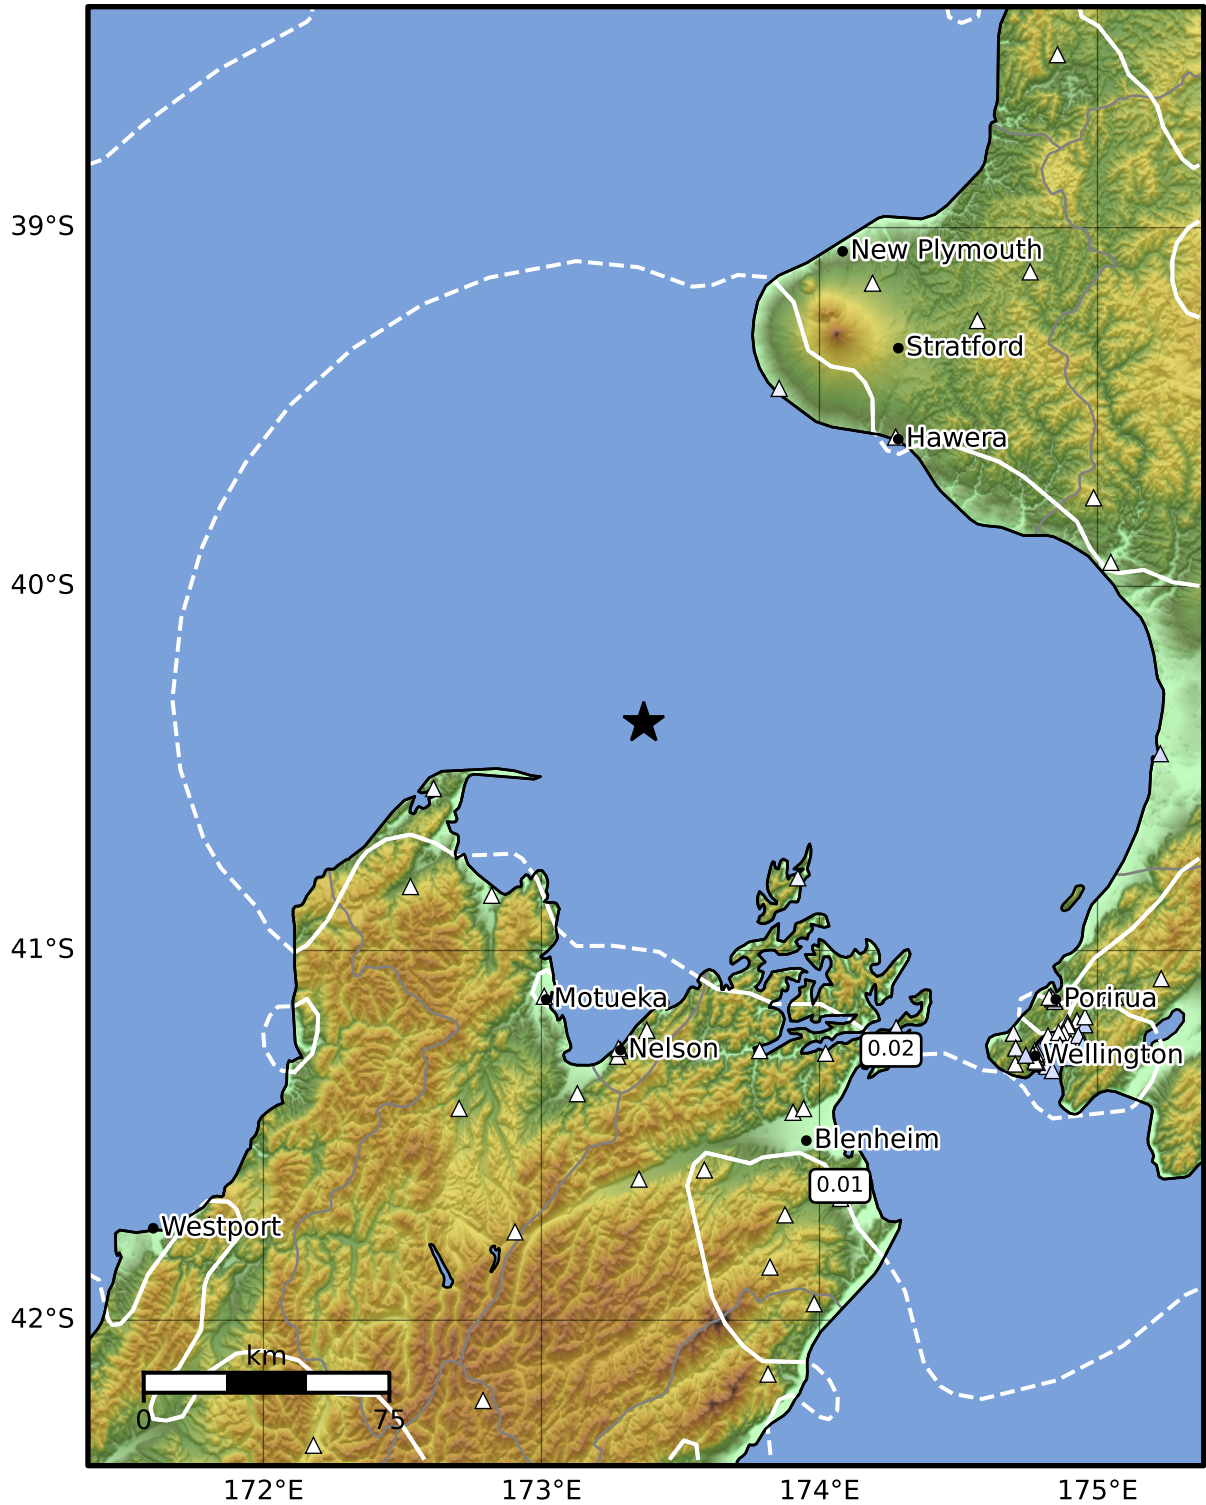 39°S
New Plymouth
Stratford
Hawera
40°S
41°S
Motueka
Porirua
Nelson
0.02
Wellington
Blenheim
0.01
Westport
42°S
km
0
75
172°E
173°E
174°E
175°E